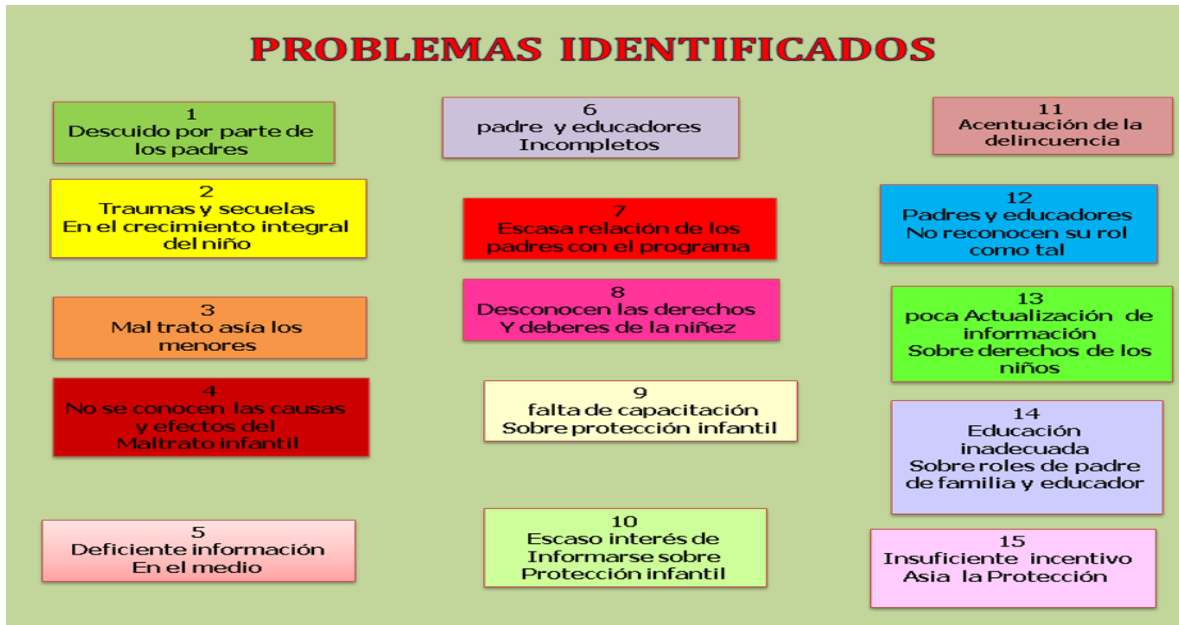 PROBLEMAS IDENTIFICADOS
1
Descuido por parte de
los padres
2
Traumas y secuelas
En el crecimiento integral
del niño
3
Mal trato asía los
menores
4
No se conocen las causas
y efectos del
Maltrato infantil
5
Deficiente información
En el medio
6
padre y educadores
Incompletos
7
Escasa relación de los
padres con el programa
8
Desconocen las derechos
Y deberes de la niñez
9
falta de capacitación
Sobre protección infantil
10
Escaso interés de
Informarse sobre
Protección infantil
11
Acentuación de la
delincuencia
12
Padres y educadores
No reconocen su rol
como tal
13
poca Actualización de
información
Sobre derechos de los
niños
14
Educación
inadecuada
Sobre roles de padre
de familia y educador
15
Insuficiente incentivo
Asia la Protección